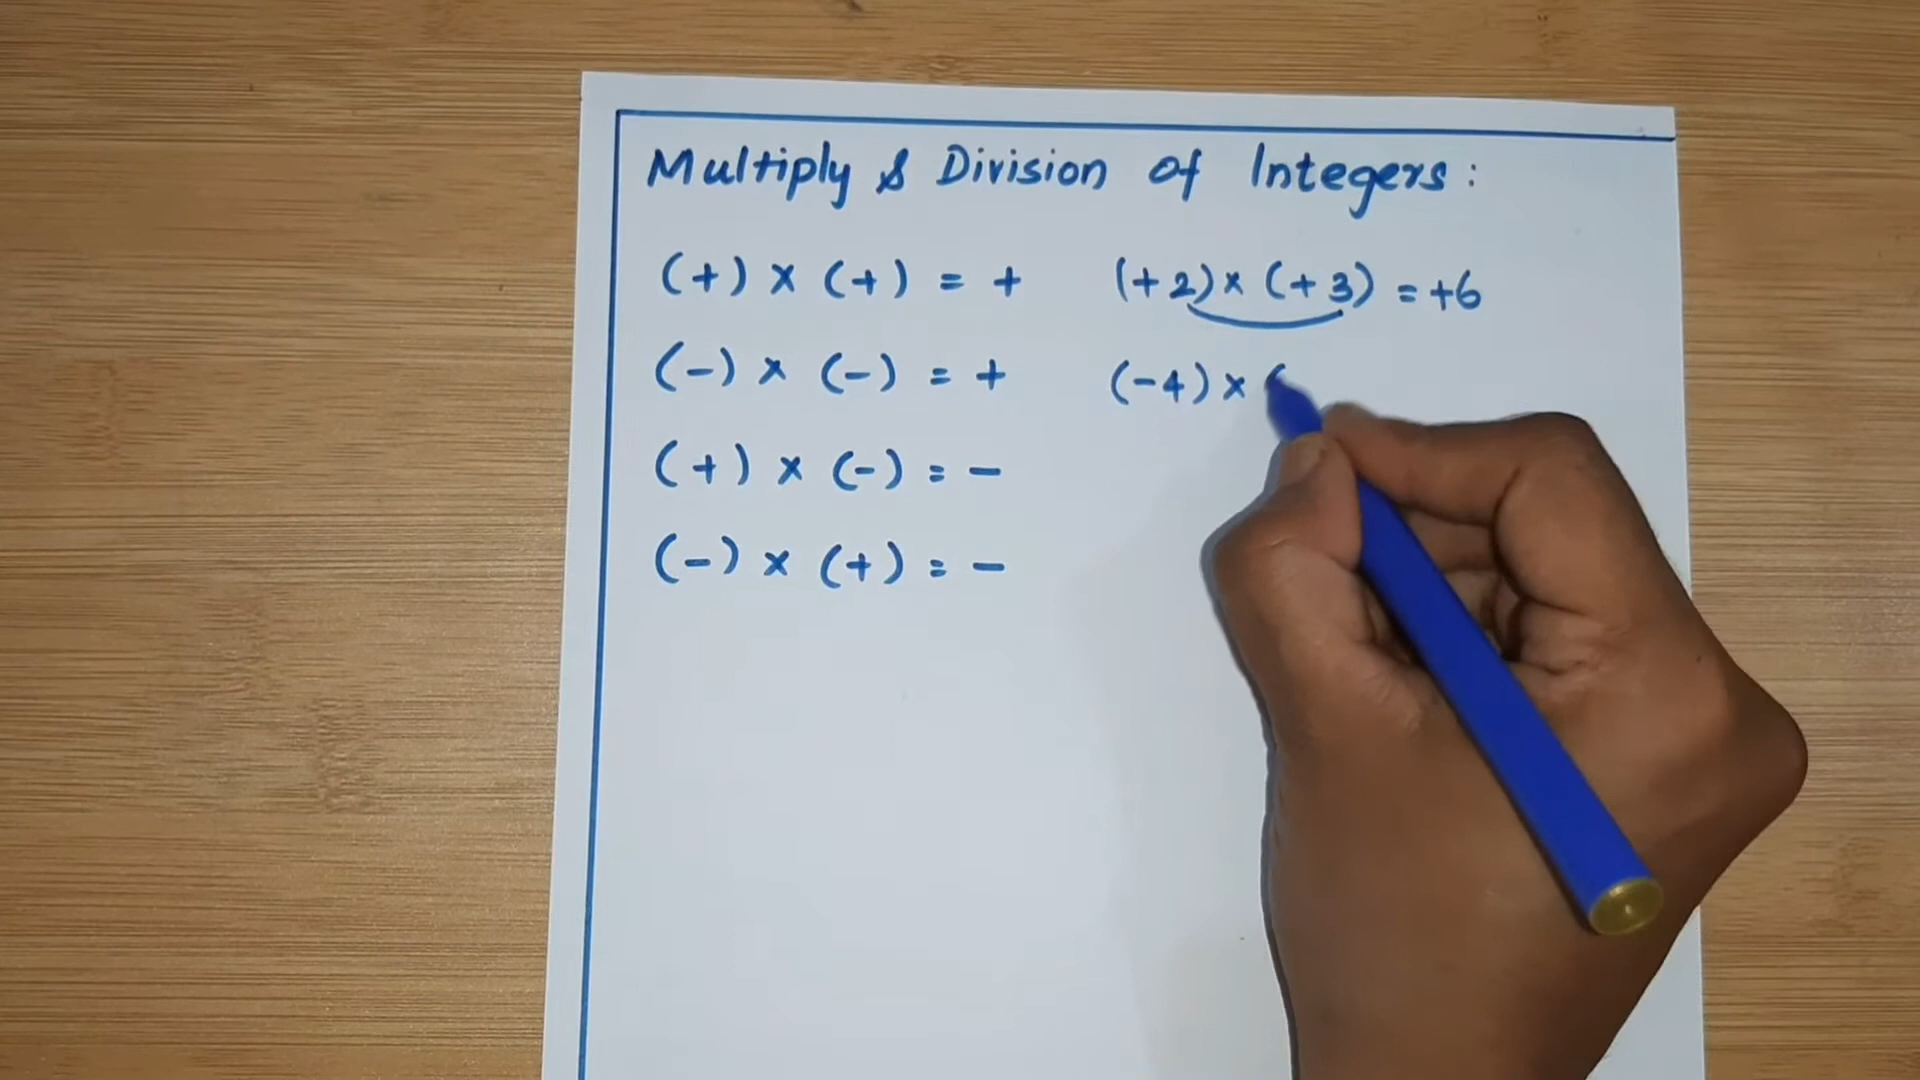 Multiply & Division of Integers:
(+) × (+) = + (+2) × (+3) = +6
(-) × (-) = + (-4) × (
(+) × (-) = -
(-) × (+) = -